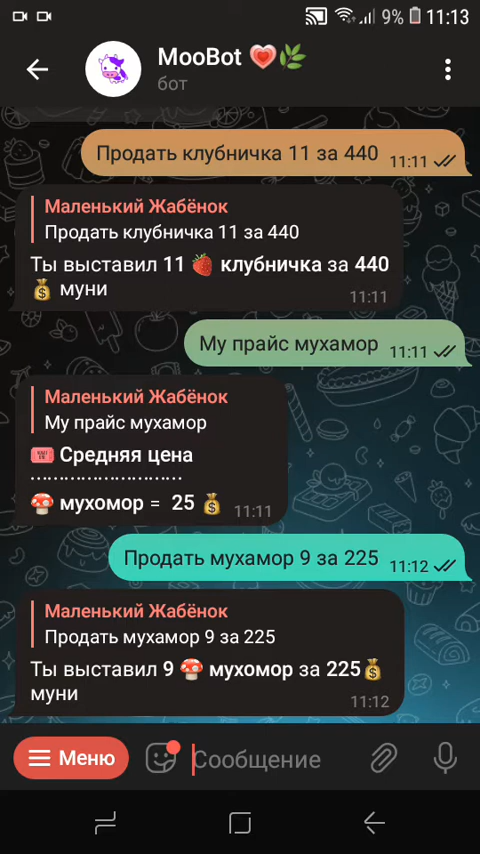 9% 11:13
MooBot
бот
Продать клубничка 11 за 440 11:11
Маленький Жабёнок
Продать клубничка 11 за 440
Ты выставил 11 🍓 клубничка за 440
💰 муни 11:11
Му прайс мухамор 11:11
Маленький Жабёнок
Му прайс мухамор
Средняя цена
................................
🍄 мухомор = 25 💰 11:11
Продать мухамор 9 за 225 11:12
Маленький Жабёнок
Продать мухамор 9 за 225
Ты выставил 9 🍄 мухомор за 225💰
муни 11:12
Меню Сообщение